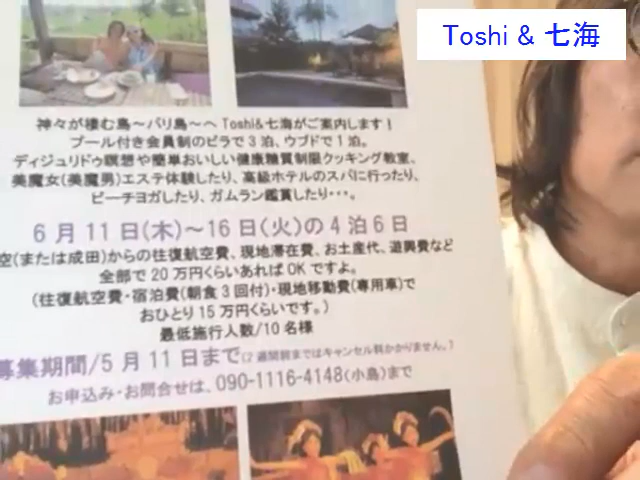 Toshi & 七海
神々が棲む島～バリ島～へToshi&七海がご案内します！
プール付き会員制のビラで3泊、ウブドで1泊。
ディジュリドゥ瞑想や簡単おいしい健康糖質制限クッキング教室、
美魔女(美魔男)エステ体験したり、高級ホテルのスパに行ったり、
ビーチヨガしたり、ガムラン鑑賞したり・・・。
6月11日(木)～16日(火)の4泊6日
空(または成田)からの往復航空費、現地滞在費、お土産代、遊興費など
全部で20万円くらいあればOKですよ。
(往復航空費・宿泊費(朝食3回付)・現地移動費(専用車)で
おひとり15万円くらいです。)
最低施行人数/10名様
募集期間/5月11日まで(2週間前まではキャンセル料かかりません。)
お申込み・お問合せは、090-1116-4148(小島)まで